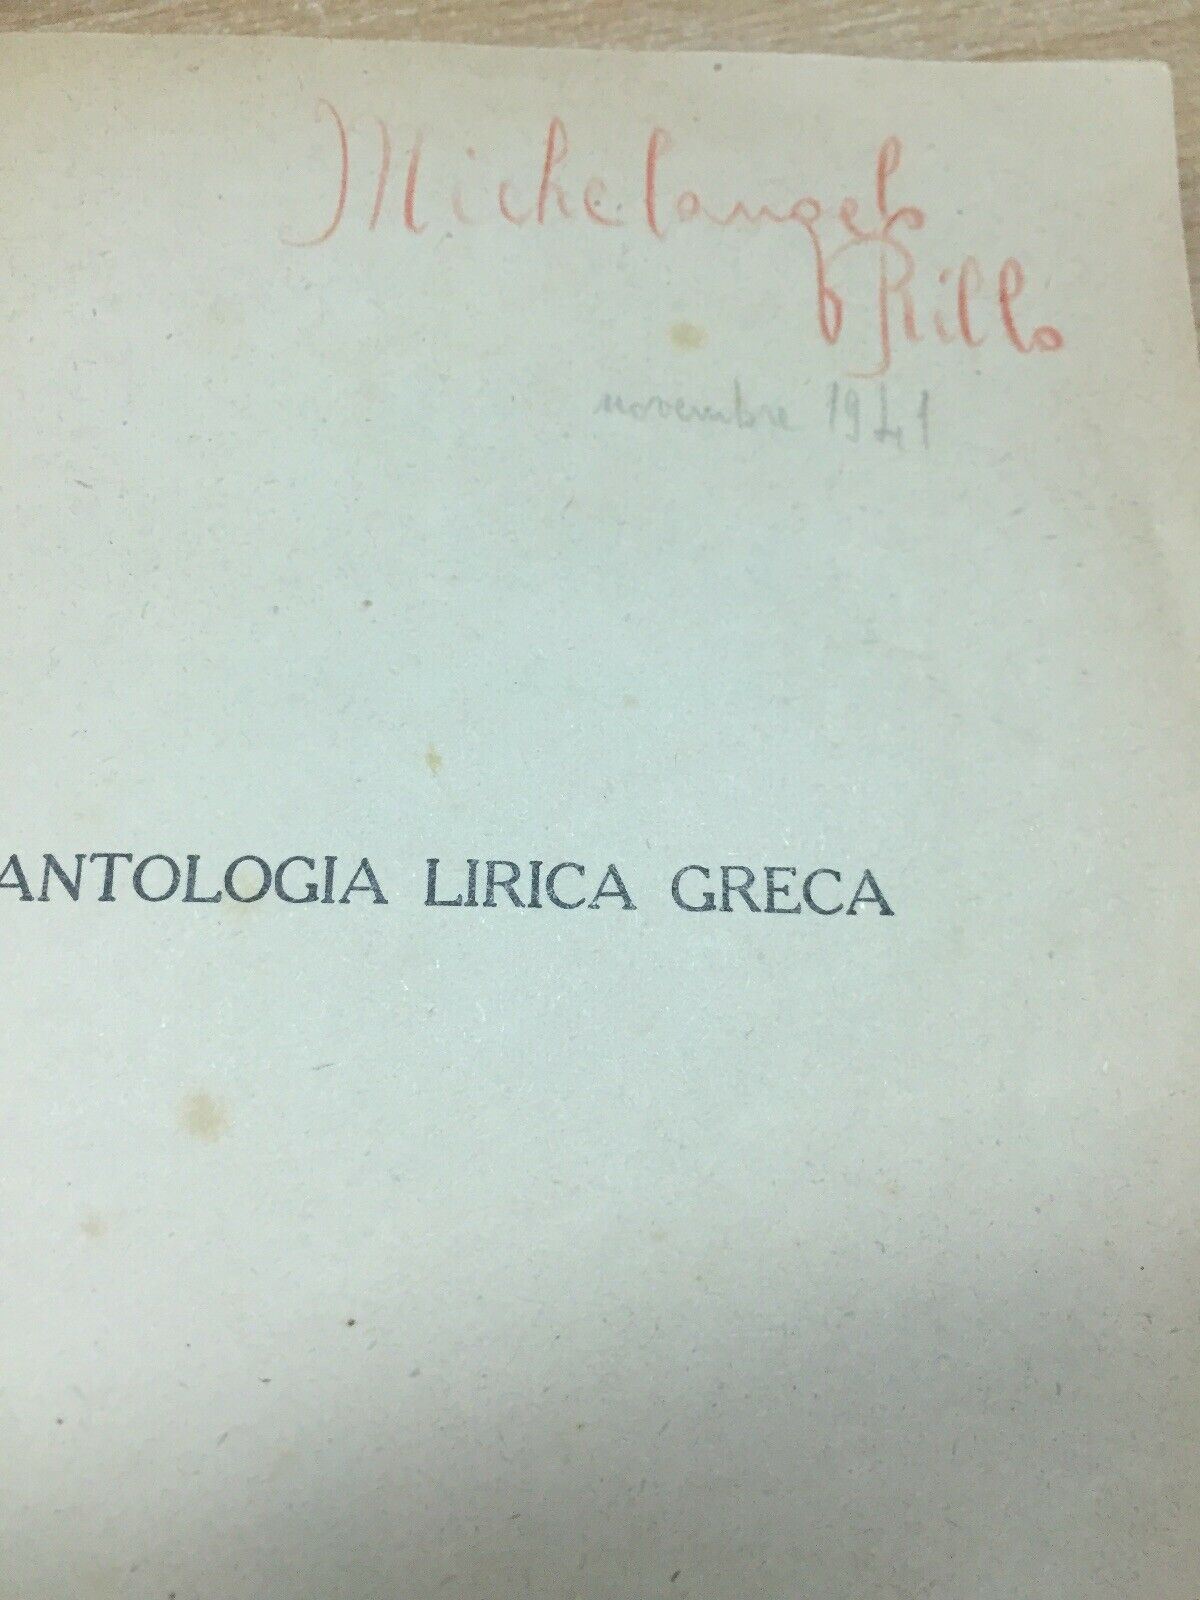 Michelangelo
Rillo
novembre 1941
ANTOLOGIA LIRICA GRECA